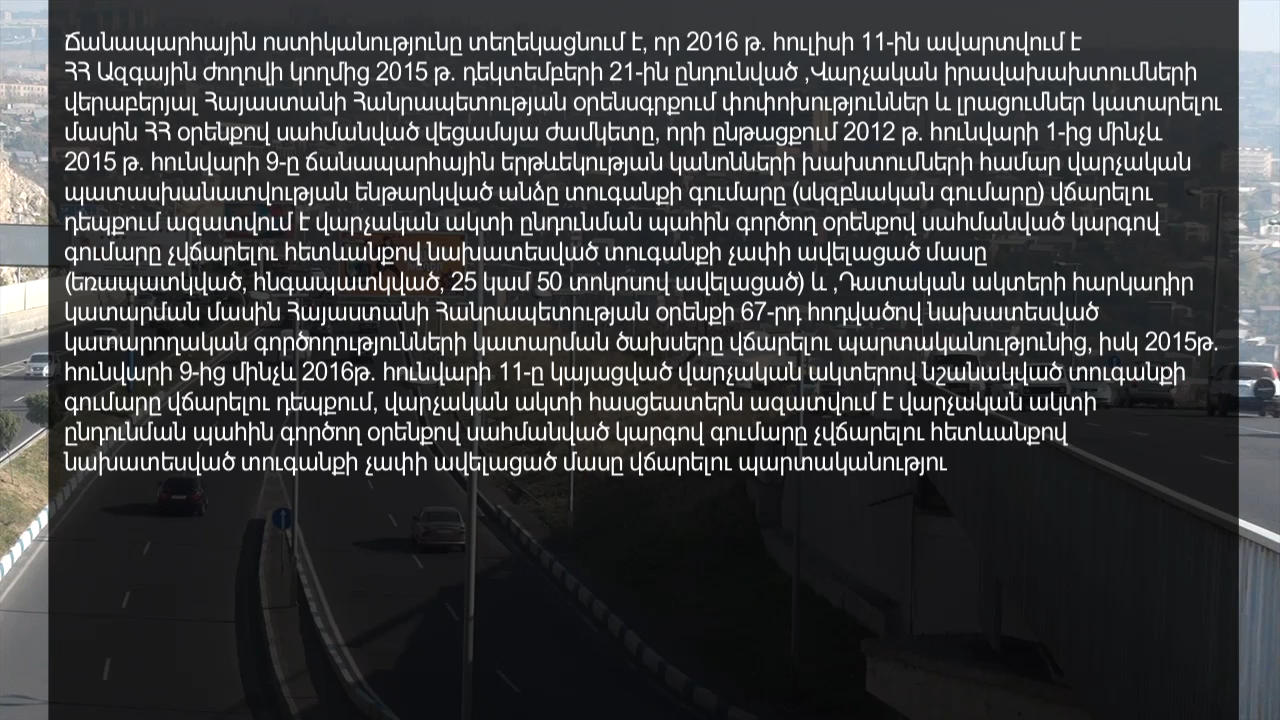 Ճանապարհային ոստիկանությունը տեղեկացնում է, որ 2016 թ. հուլիսի 11-ին ավարտվում է
ՀՀ Ազգային ժողովի կողմից 2015 թ. դեկտեմբերի 21-ին ընդունված ,Վարչական իրավախախտումների
վերաբերյալ Հայաստանի Հանրապետության օրենսգրքում փոփոխություններ և լրացումներ կատարելու
մասին ՀՀ օրենքով սահմանված վեցամսյա ժամկետը, որի ընթացքում 2012 թ. հունվարի 1-ից մինչև
2015 թ. հունվարի 9-ը ճանապարհային երթևեկության կանոնների խախտումների համար վարչական
պատասխանատվության ենթարկված անձը տուգանքի գումարը (սկզբնական գումարը) վճարելու
դեպքում ազատվում է վարչական ակտի ընդունման պահին գործող օրենքով սահմանված կարգով
գումարը չվճարելու հետևանքով նախատեսված տուգանքի չափի ավելացած մասը
(եռապատկված, հնգապատկված, 25 կամ 50 տոկոսով ավելացած) և ,Դատական ակտերի հարկադիր
կատարման մասին Հայաստանի Հանրապետության օրենքի 67-րդ հոդվածով նախատեսված
կատարողական գործողությունների կատարման ծախսերը վճարելու պարտականությունից, իսկ 2015թ.
հունվարի 9-ից մինչև 2016թ. հունվարի 11-ը կայացված վարչական ակտերով նշանակված տուգանքի
գումարը վճարելու դեպքում, վարչական ակտի հասցեատերն ազատվում է վարչական ակտի
ընդունման պահին գործող օրենքով սահմանված կարգով գումարը չվճարելու հետևանքով
նախատեսված տուգանքի չափի ավելացած մասը վճարելու պարտականությու